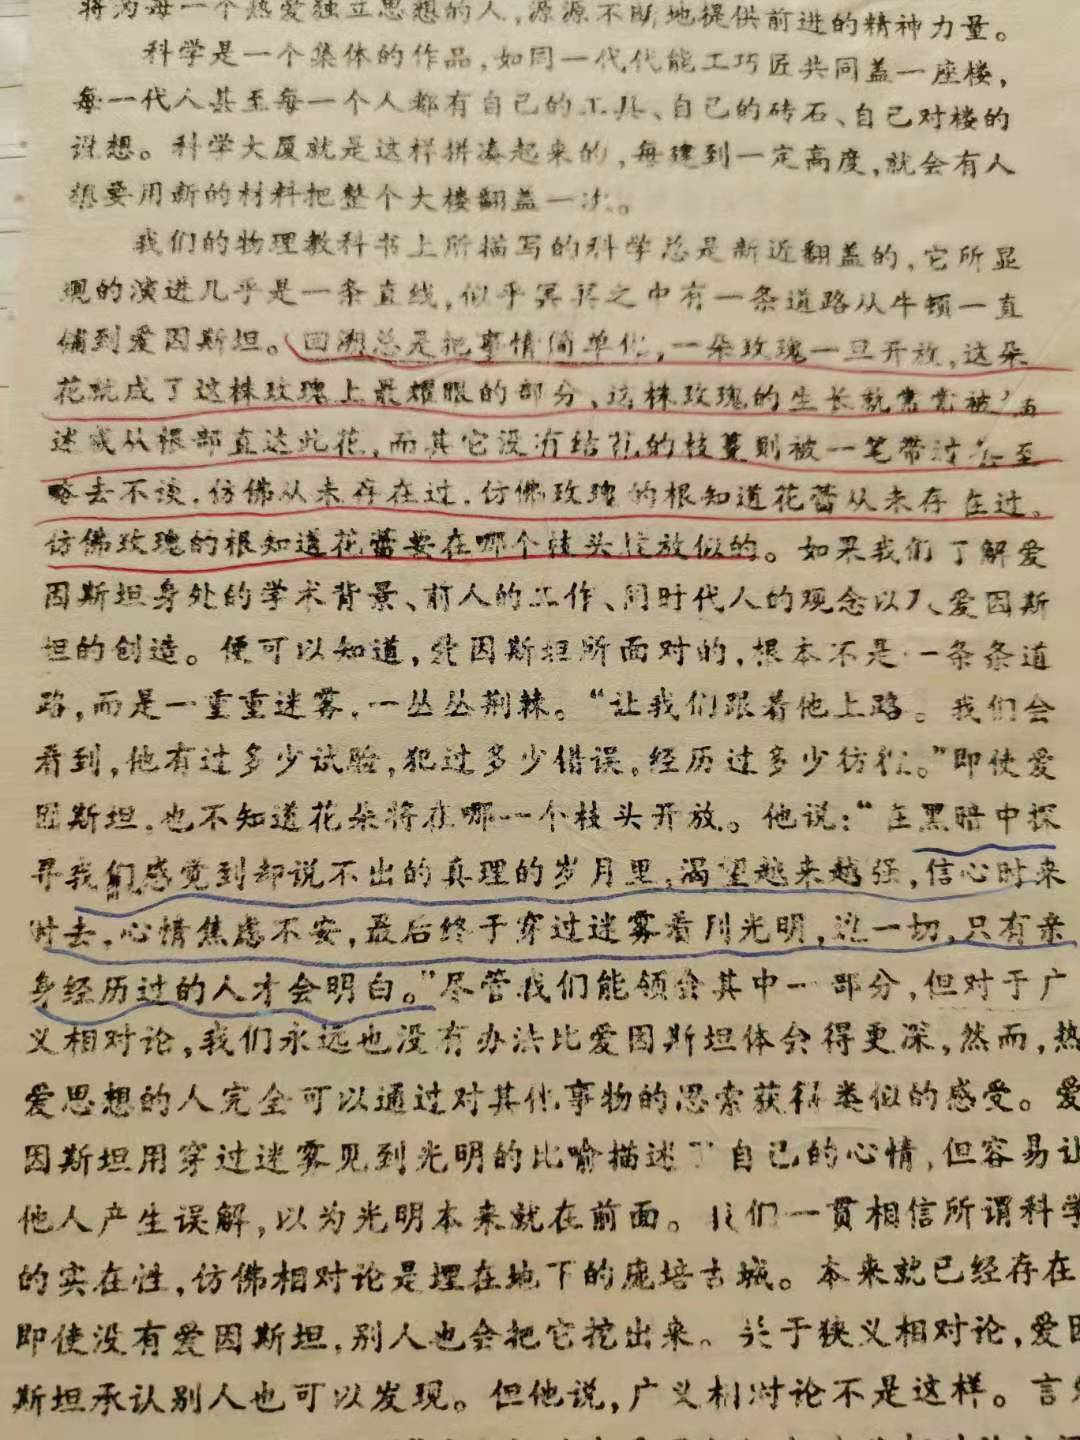 将为每一个热爱独立思想的人，源源不断地提供前进的精神力量。
科学是一个集体的作品，如同一代代能工巧匠共同盖一座楼，
每一代人甚至每一个人都有自己的工具、自己的砖石、自己对楼的
设想。科学大厦就是这样拼凑起来的，每建到一定高度，就会有人
想要用新的材料把整个大楼翻盖一次。
我们的物理教科书上所描写的科学总是新近翻盖的，它所显
现的演进几乎是一条直线，似乎冥冥之中有一条道路从牛顿一直
铺到爱因斯坦。回溯总是把事情简单化，一朵玫瑰一旦开放，这朵
花就成了这株玫瑰上最耀眼的部分，这株玫瑰的生长就常常被描
述成从根部直达此花，而其它没有结花的枝蔓则被一笔带过甚至
略去不谈，仿佛从未存在过，仿佛玫瑰的根知道花蕾从未存在过。
仿佛玫瑰的根知道花蕾要在哪个枝头绽放似的。如果我们了解爱
因斯坦身处的学术背景、前人的工作、同时代人的观念以及爱因斯
坦的创造。便可以知道，爱因斯坦所面对的，根本不是一条条道
路，而是一重重迷雾，一丛丛荆棘。“让我们跟着他上路。我们会
看到，他有过多少试验，犯过多少错误，经历过多少彷徨。”即使爱
因斯坦，也不知道花朵将在哪一个枝头开放。他说：“在黑暗中探
寻我们感觉到却说不出的真理的岁月里，渴望越来越强，信心时来
时去，心情焦虑不安，最后终于穿过迷雾看到光明，这一切，只有亲
身经历过的人才会明白。”尽管我们能领会其中一部分，但对于广
义相对论，我们永远也没有办法比爱因斯坦体会得更深，然而，热
爱思想的人完全可以通过对其他事物的思索获得类似的感受。爱
因斯坦用穿过迷雾见到光明的比喻描述了自己的心情，但容易让
他人产生误解，以为光明本来就在前面。我们一贯相信所谓科学
的实在性，仿佛相对论是埋在地下的庞培古城。本来就已经存在
即使没有爱因斯坦，别人也会把它挖出来。关于狭义相对论，爱因
斯坦承认别人也可以发现。但他说，广义相对论不是这样。言